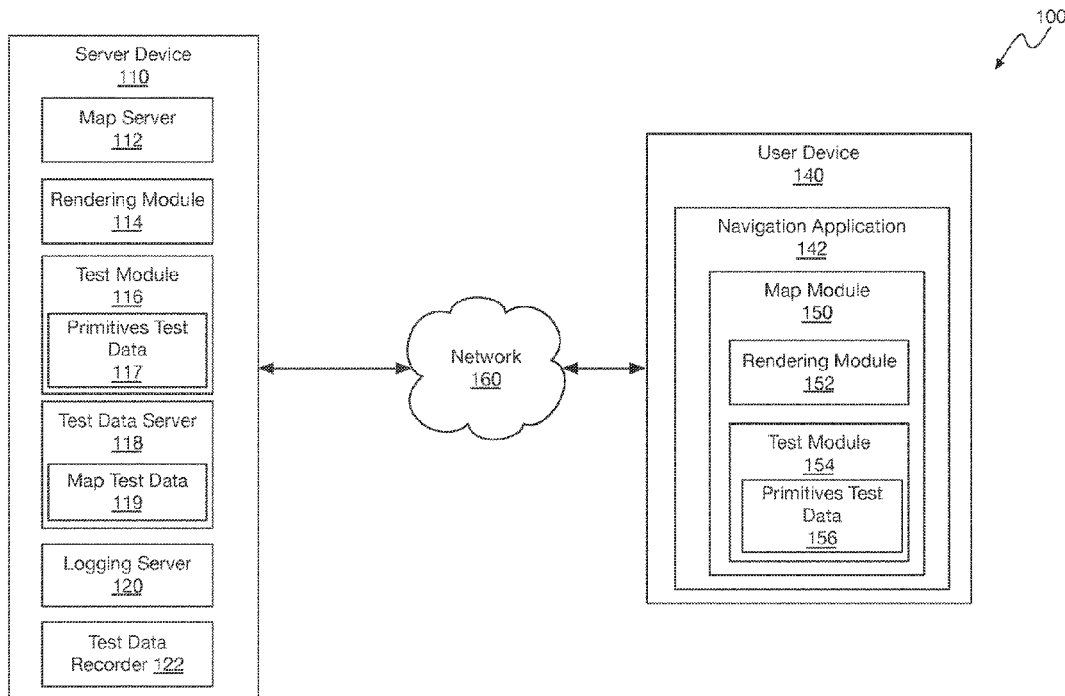 100
Server Device
110
Map Server
112
Rendering Module
114
Test Module
116
Primitives Test
Data
117
Test Data Server
118
Map Test Data
119
Logging Server
120
Test Data
Recorder 122
Network
160
User Device
140
Navigation Application
142
Map Module
150
Rendering Module
152
Test Module
154
Primitives Test
Data
156